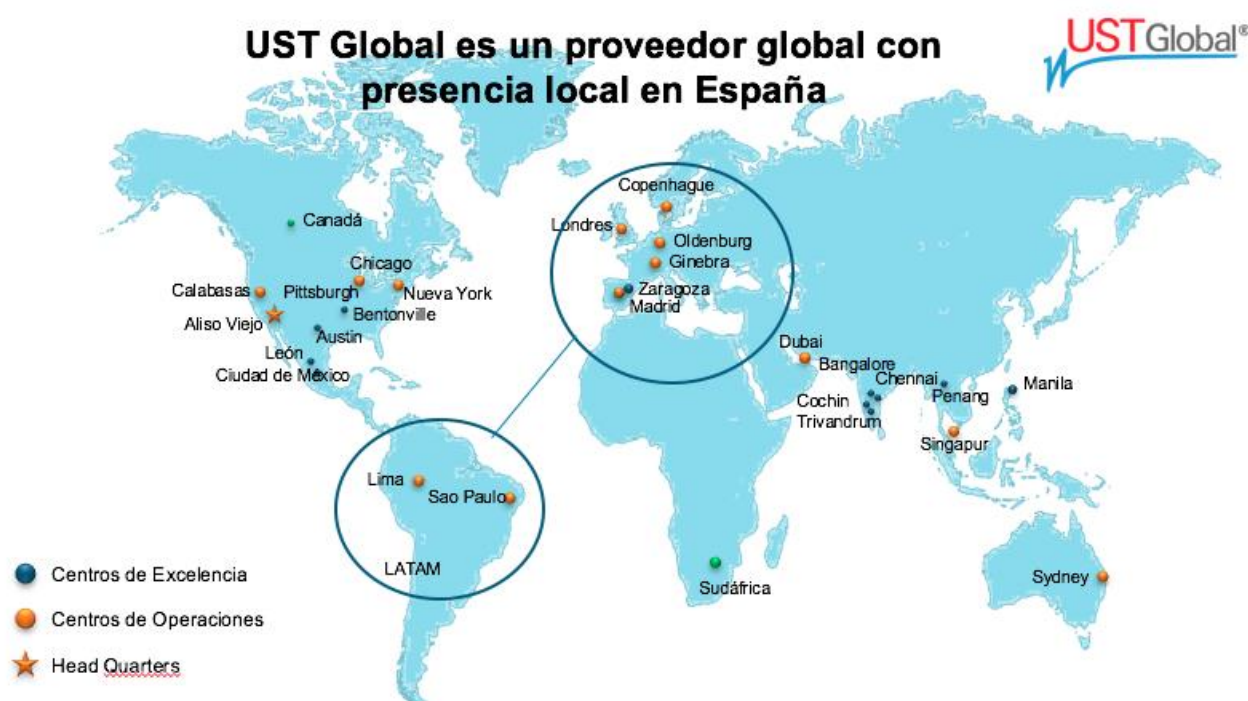 UST Global es un proveedor global con
presencia local en España
USTGlobal®
Copenhague
Londres
Canadá
Oldenburg
Chicago
Ginebra
Calabasas
Pittsburgh
Nueva York
Zaragoza
Madrid
Bentonville
Aliso Viejo
Austin
Dubai
León
Bangalore
Ciudad de México
Chennai
Manila
Penang
Cochin
Trivandrum
Singapur
Lima
Sao Paulo
LATAM
Centros de Excelencia
Sydney
Sudáfrica
Centros de Operaciones
Head Quarters